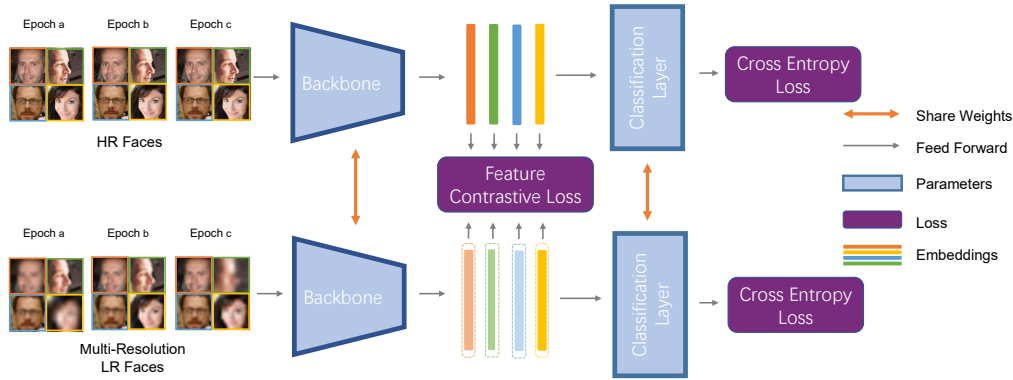 Epoch a
Epoch b
Epoch c
HR Faces
Backbone
Feature
Contrastive Loss
Classification
Layer
Cross Entropy
Loss
Share Weights
Feed Forward
Parameters
Loss
Embeddings
Epoch a
Epoch b
Epoch c
Multi-Resolution
LR Faces
Backbone
Classification
Layer
Cross Entropy
Loss